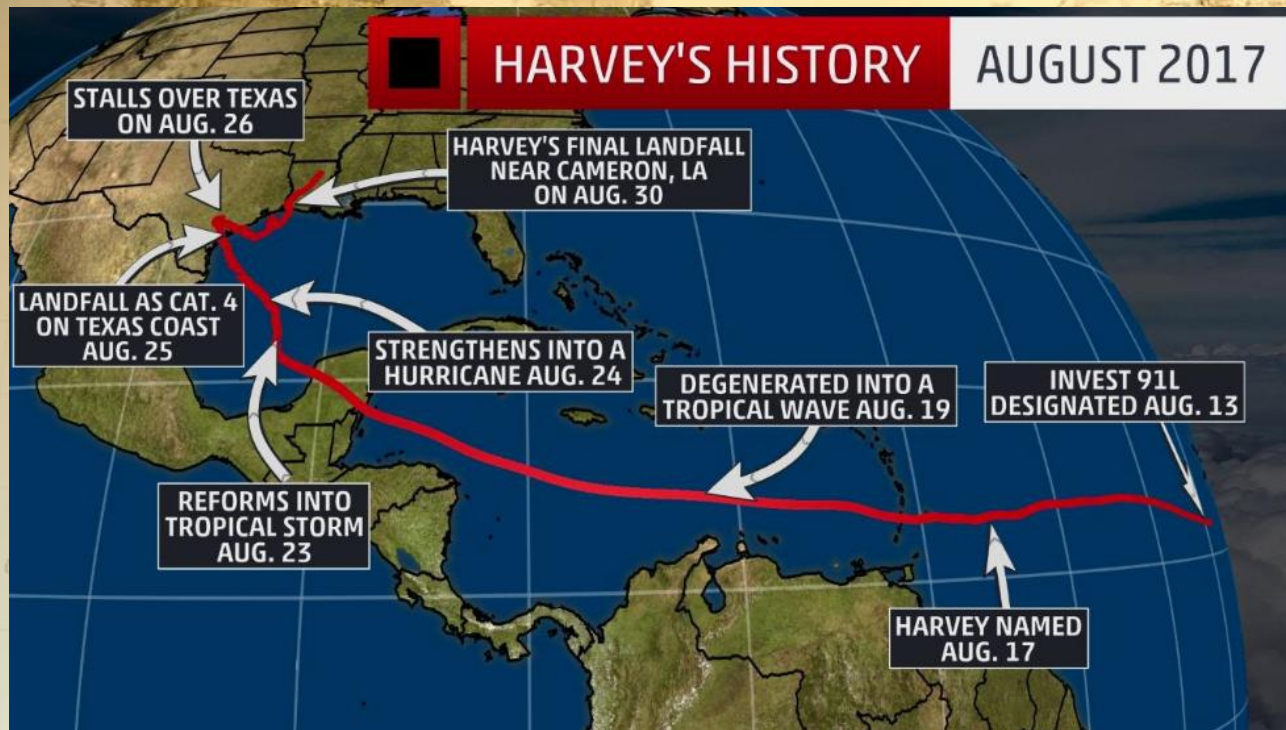 HARVEY'S HISTORY
AUGUST 2017
STALLS OVER TEXAS
ON AUG. 26
HARVEY'S FINAL LANDFALL
NEAR CAMERON, LA
ON AUG. 30
LANDFALL AS CAT. 4
ON TEXAS COAST
AUG. 25
STRENGTHENS INTO A
HURRICANE AUG. 24
DEGENERATED INTO A
TROPICAL WAVE AUG. 19
INVEST 91L
DESIGNATED AUG. 13
REFORMS INTO
TROPICAL STORM
AUG. 23
HARVEY NAMED
AUG. 17